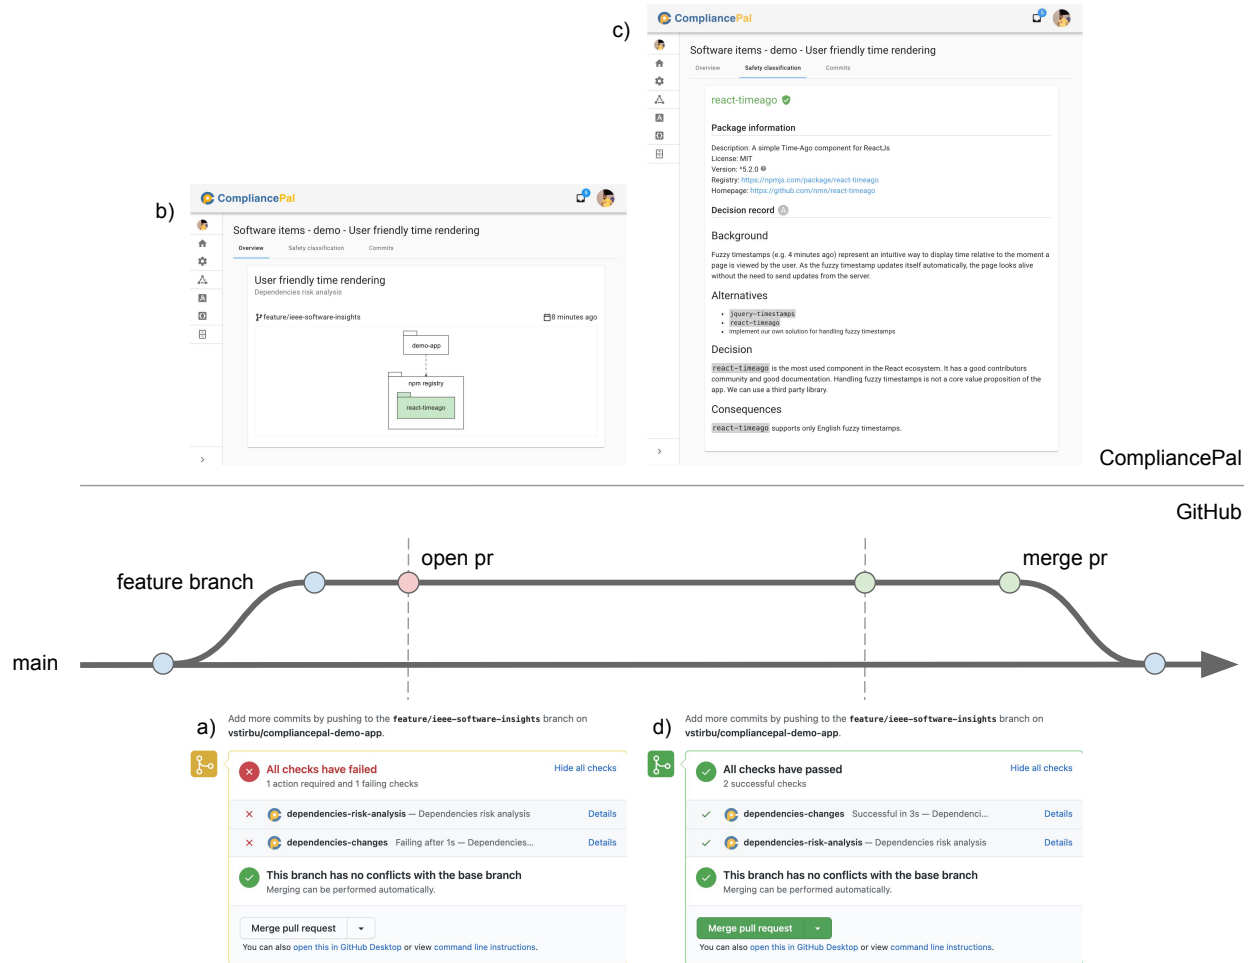 c)
CompliancePal
5
Software items - demo - User friendly time rendering
Overview
Safety classification
Commits
react-timeago
Package information
Description: A simple Time-Ago component for ReactJs
License: MIT
Version: ^5.2.0
Registry: https://npmjs.com/package/react-timeago
Homepage: https://github.com/nmn/react-timeago
Decision record A
Background
Fuzzy timestamps (e.g. 4 minutes ago) represent an intuitive way to display time relative to the moment a
page is viewed by the user. As the fuzzy timestamp updates itself automatically, the page looks alive
without the need to send updates from the server.
Alternatives
• jquery-timestamps
• react-timeago
• implement our own solution for handling fuzzy timestamps
Decision
react-timeago is the most used component in the React ecosystem. It has a good contributors
community and good documentation. Handling fuzzy timestamps is not a core value proposition of the
app. We can use a third party library.
Consequences
react-timeago supports only English fuzzy timestamps.
b)
CompliancePal
5
Software items - demo - User friendly time rendering
Overview
Safety classification
Commits
User friendly time rendering
Dependencies risk analysis
feature/ieee-software-insights
8 minutes ago
demo-app
npm registry
react-timeago
CompliancePal
GitHub
open pr
merge pr
feature branch
main
a)
Add more commits by pushing to the feature/ieee-software-insights branch on
vstirbu/compliancepal-demo-app.
All checks have failed
Hide all checks
1 action required and 1 failing checks
dependencies-risk-analysis — Dependencies risk analysis
Details
dependencies-changes Failing after 1s — Dependencies...
Details
This branch has no conflicts with the base branch
Merging can be performed automatically.
Merge pull request
You can also open this in GitHub Desktop or view command line instructions.
d)
Add more commits by pushing to the feature/ieee-software-insights branch on
vstirbu/compliancepal-demo-app.
All checks have passed
Hide all checks
2 successful checks
dependencies-changes Successful in 3s — Dependenci...
Details
dependencies-risk-analysis — Dependencies risk analysis
Details
This branch has no conflicts with the base branch
Merging can be performed automatically.
Merge pull request
You can also open this in GitHub Desktop or view command line instructions.